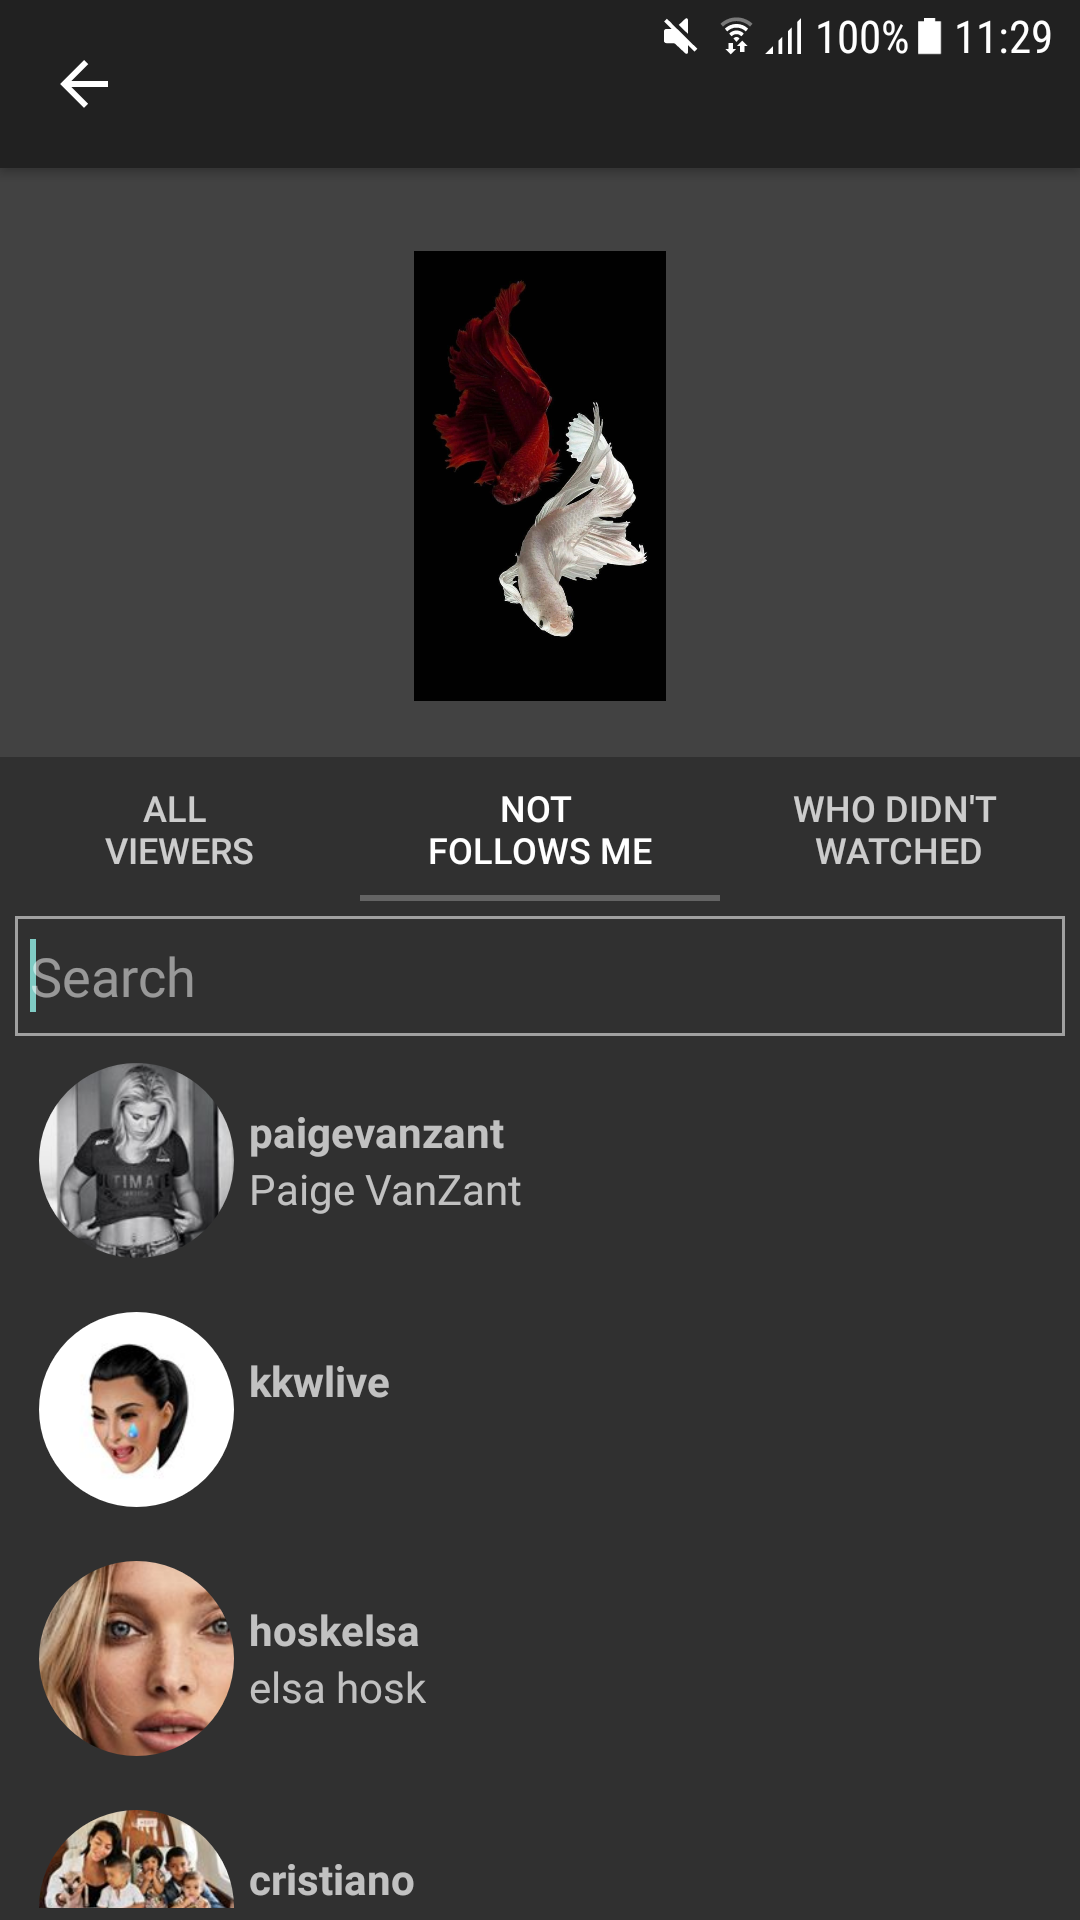 100% 11:29
ALL
VIEWERS
NOT
FOLLOWS ME
WHO DIDN'T
WATCHED
Search
paigevanzant
Paige VanZant
ULTIMATE
kkwlive
hoskelsa
elsa hosk
cristiano